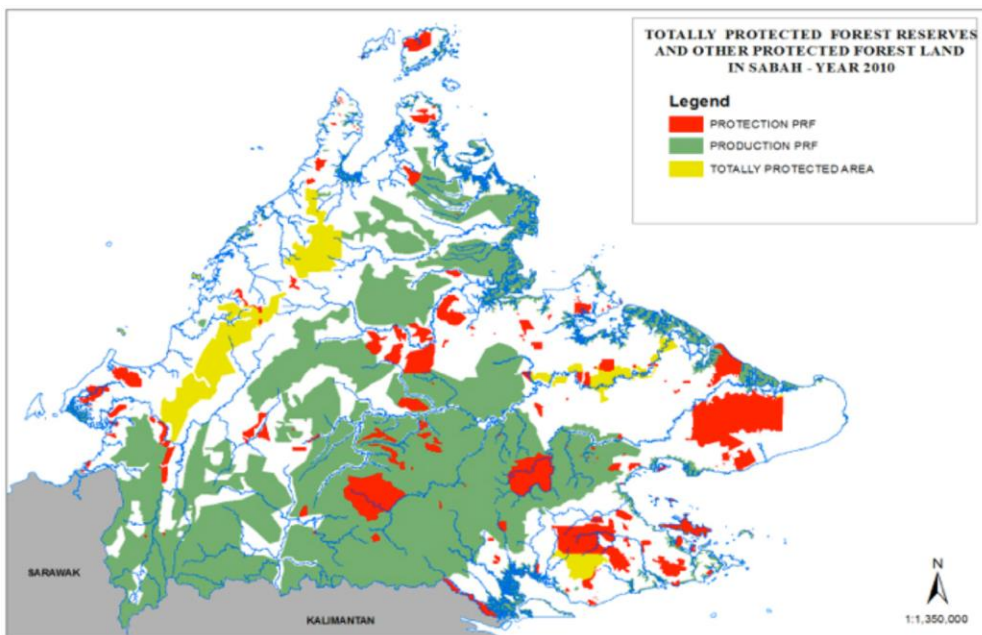 TOTALLY PROTECTED FOREST RESERVES
AND OTHER PROTECTED FOREST LAND
IN SABAH - YEAR 2010
Legend
PROTECTION PRF
PRODUCTION PRF
TOTALLY PROTECTED AREA
SARAWAK
KALIMANTAN
N
1:1,350,000